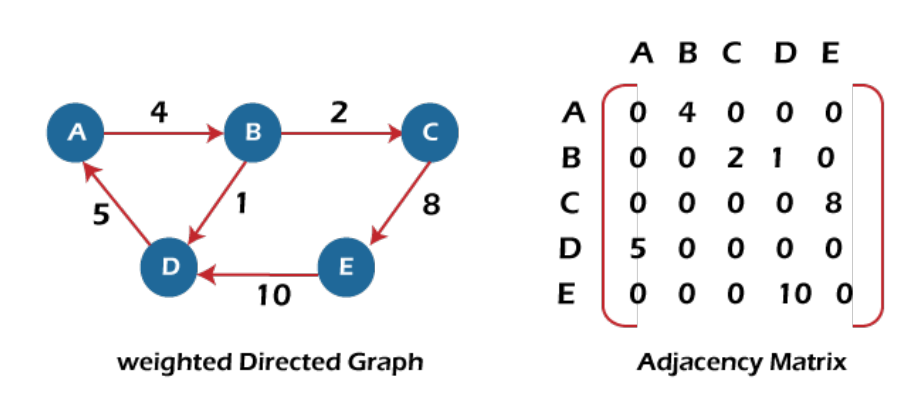 A 4 B 2 C
5 1 8
D 10 E
weighted Directed Graph
A B C D E
A 0 4 0 0 0
B 0 0 2 1 0
C 0 0 0 0 8
D 5 0 0 0 0
E 0 0 0 10 0
Adjacency Matrix